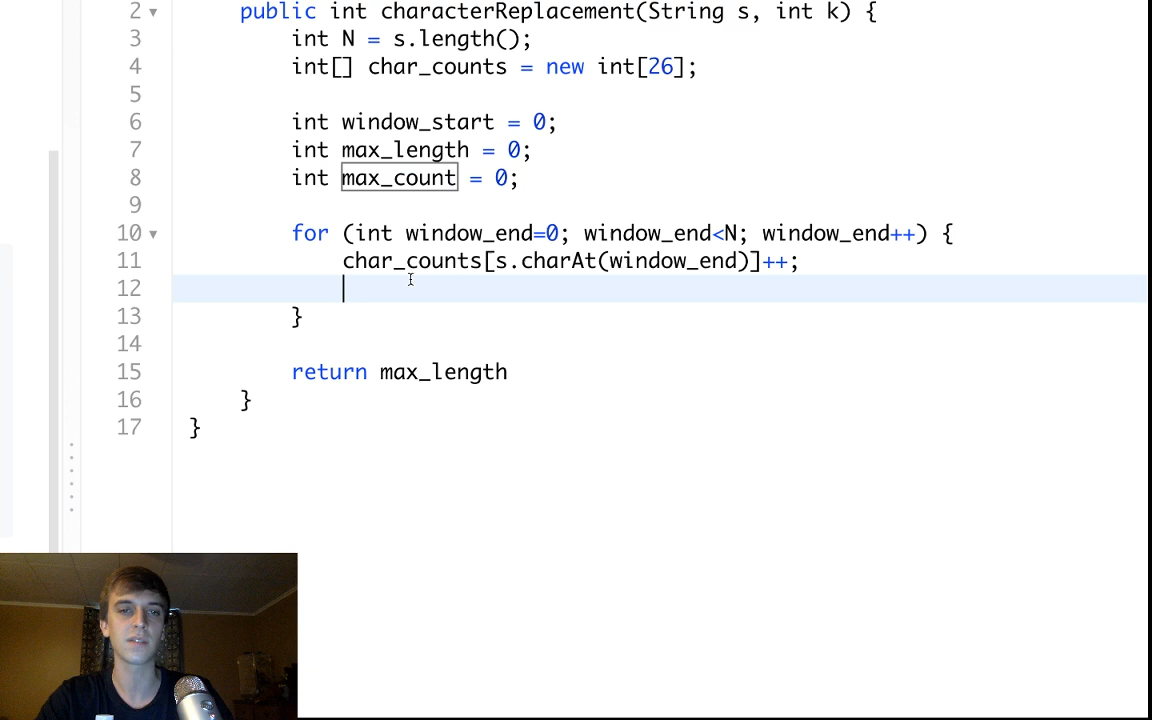 2 public int characterReplacement(String s, int k) {
3 int N = s.length();
4 int[] char_counts = new int[26];
5
6 int window_start = 0;
7 int max_length = 0;
8 int max_count = 0;
9
10 for (int window_end=0; window_end<N; window_end++) {
11 char_counts[s.charAt(window_end)]++;
12
13 }
14
15 return max_length
16 }
17 }